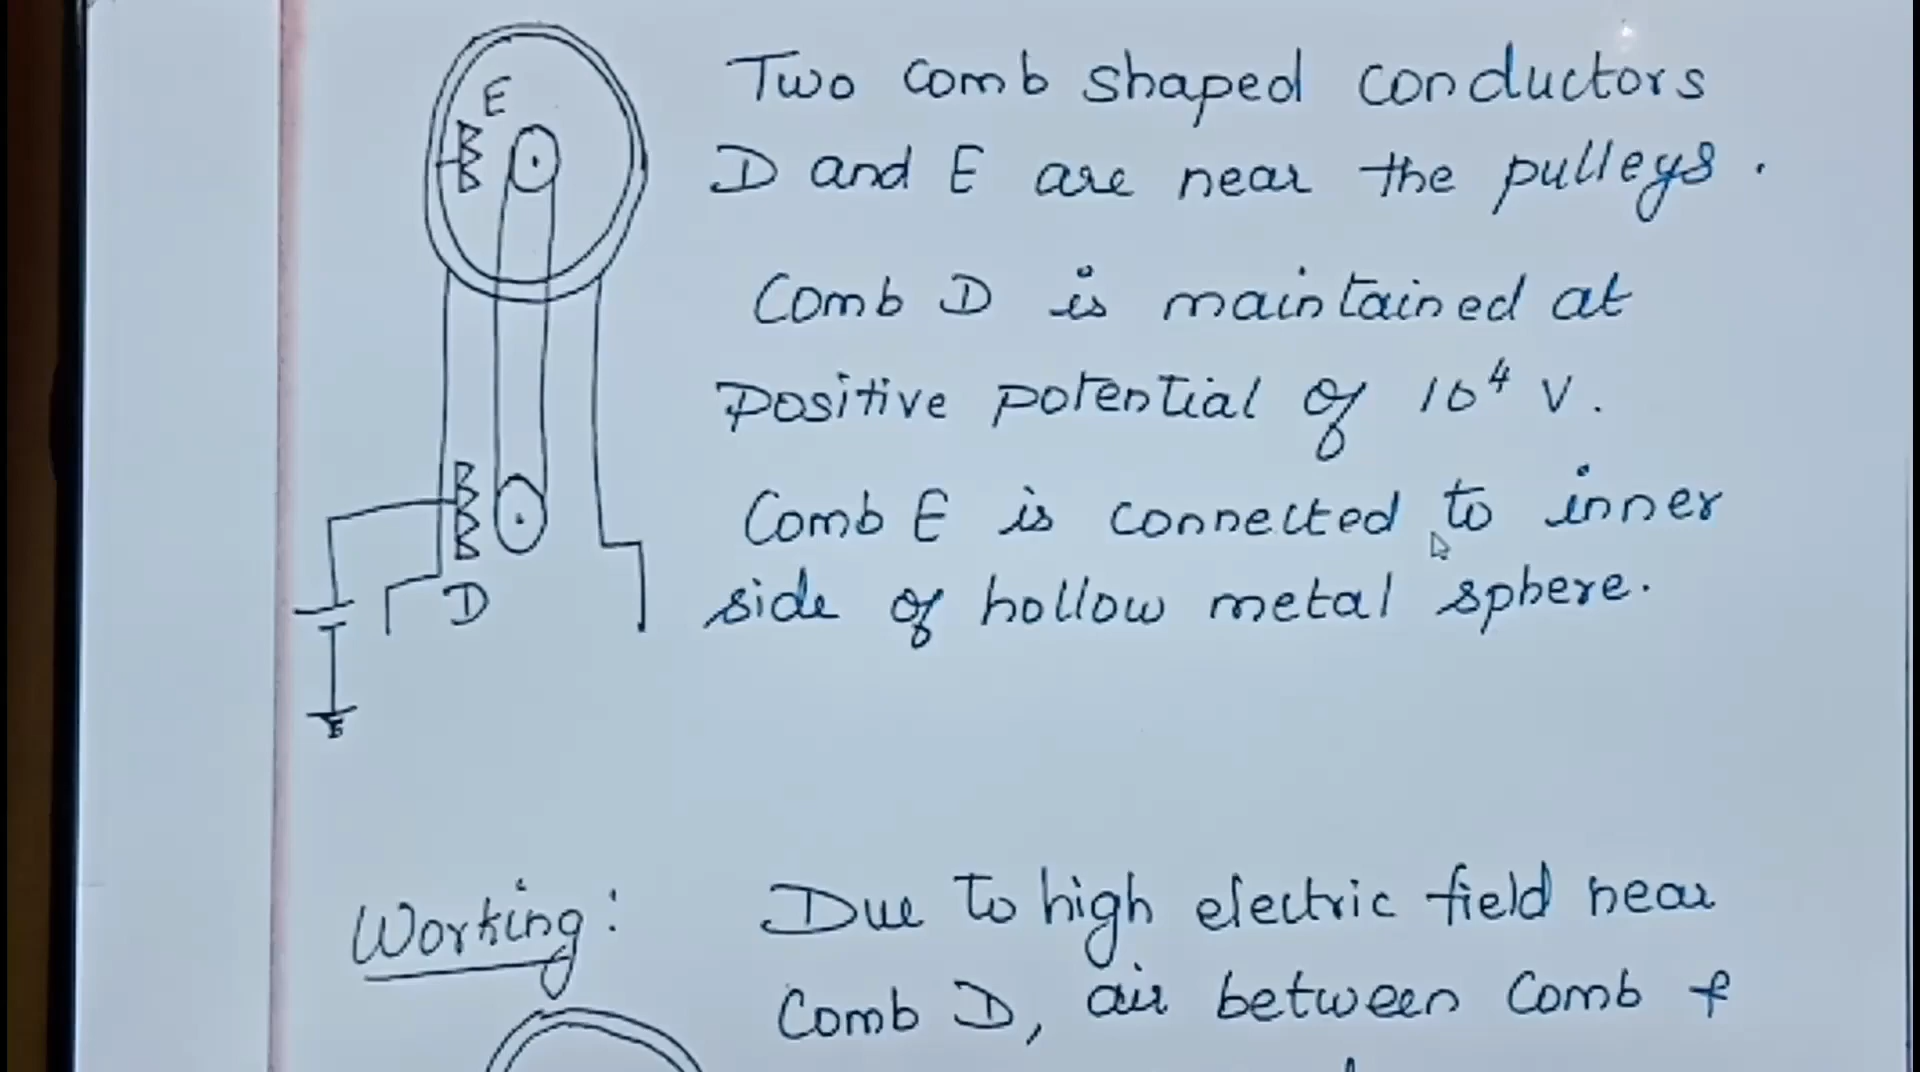 E
D
Two comb shaped conductors
D and E are near the pulleys.
Comb D is maintained at
positive potential of 10⁴ V.
Comb E is connected to inner
side of hollow metal sphere.
Working:
Due to high electric field near
Comb D, air between Comb &